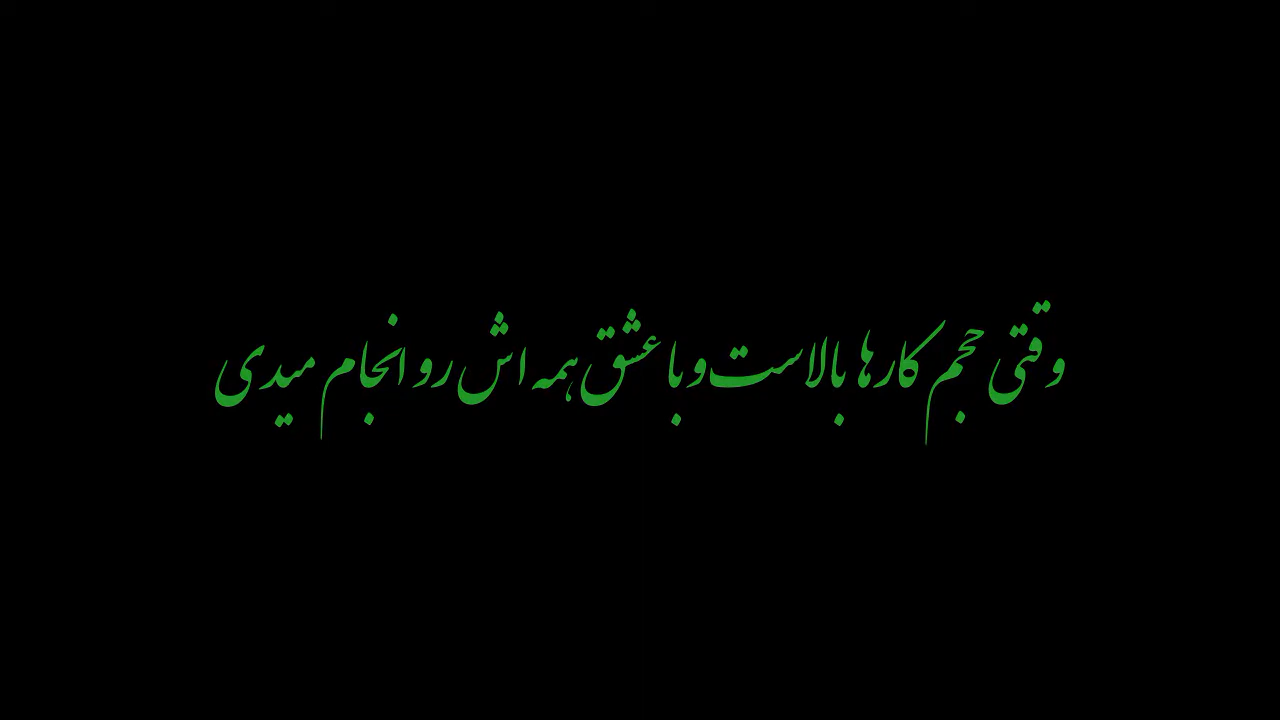 وقتی حجم کارها بالاست و با عشق همه اش رو انجام میدی